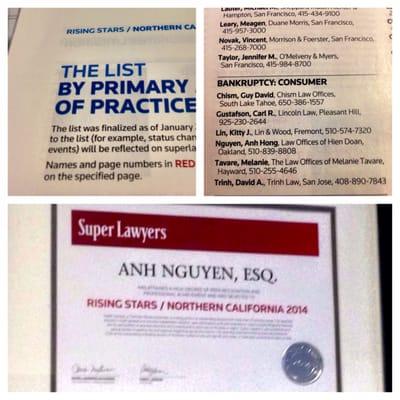 RISING STARS / NORTHERN CALIF
THE LIST
BY PRIMARY
OF PRACTICE
The list was finalized as of January
to the list (for example, status chan
events) will be reflected on superla
Names and page numbers in RED
on the specified page.
Hampton, San Francisco, 415-434-9100
Leary, Meagen, Duane Morris, San Francisco,
415-957-3000
Novak, Vincent, Morrison & Foerster, San Francisco,
415-268-7000
Taylor, Jennifer M., O'Melveny & Myers,
San Francisco, 415-984-8700
BANKRUPTCY: CONSUMER
Chism, Guy David, Chism Law Offices,
South Lake Tahoe, 650-386-1557
Gustafson, Carl R., Lincoln Law, Pleasant Hill,
925-230-2644
Lin, Kitty J., Lin & Wood, Fremont, 510-574-7320
Nguyen, Anh Hong, Law Offices of Hien Doan,
Oakland, 510-839-8808
Tavare, Melanie, The Law Offices of Melanie Tavare,
Hayward, 510-255-4646
Trinh, David A., Trinh Law, San Jose, 408-890-7843
Super Lawyers
ANH NGUYEN, ESQ.
RISING STARS / NORTHERN CALIFORNIA 2014